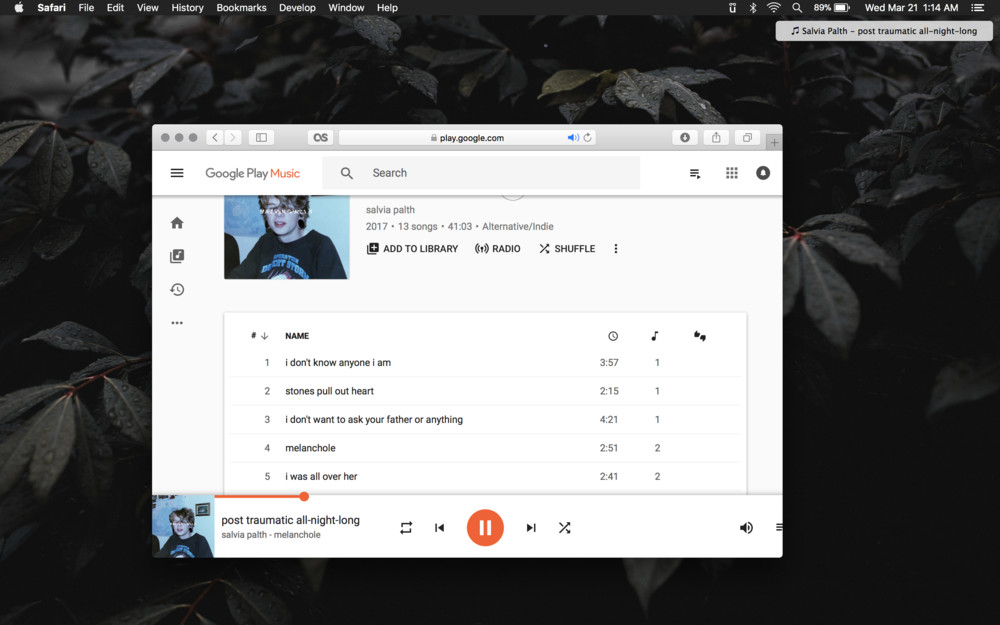 Safari File Edit View History Bookmarks Develop Window Help 89% Wed Mar 21 1:14 AM
Salvia Palth – post traumatic all-night-long
play.google.com
Google Play Music Search
salvia palth
2017 • 13 songs • 41:03 • Alternative/Indie
ADD TO LIBRARY RADIO SHUFFLE
# NAME
1 i don't know anyone i am 3:57 1
2 stones pull out heart 2:15 1
3 i don't want to ask your father or anything 4:21 1
4 melanchole 2:51 2
5 i was all over her 2:41 2
post traumatic all-night-long
salvia palth - melanchole